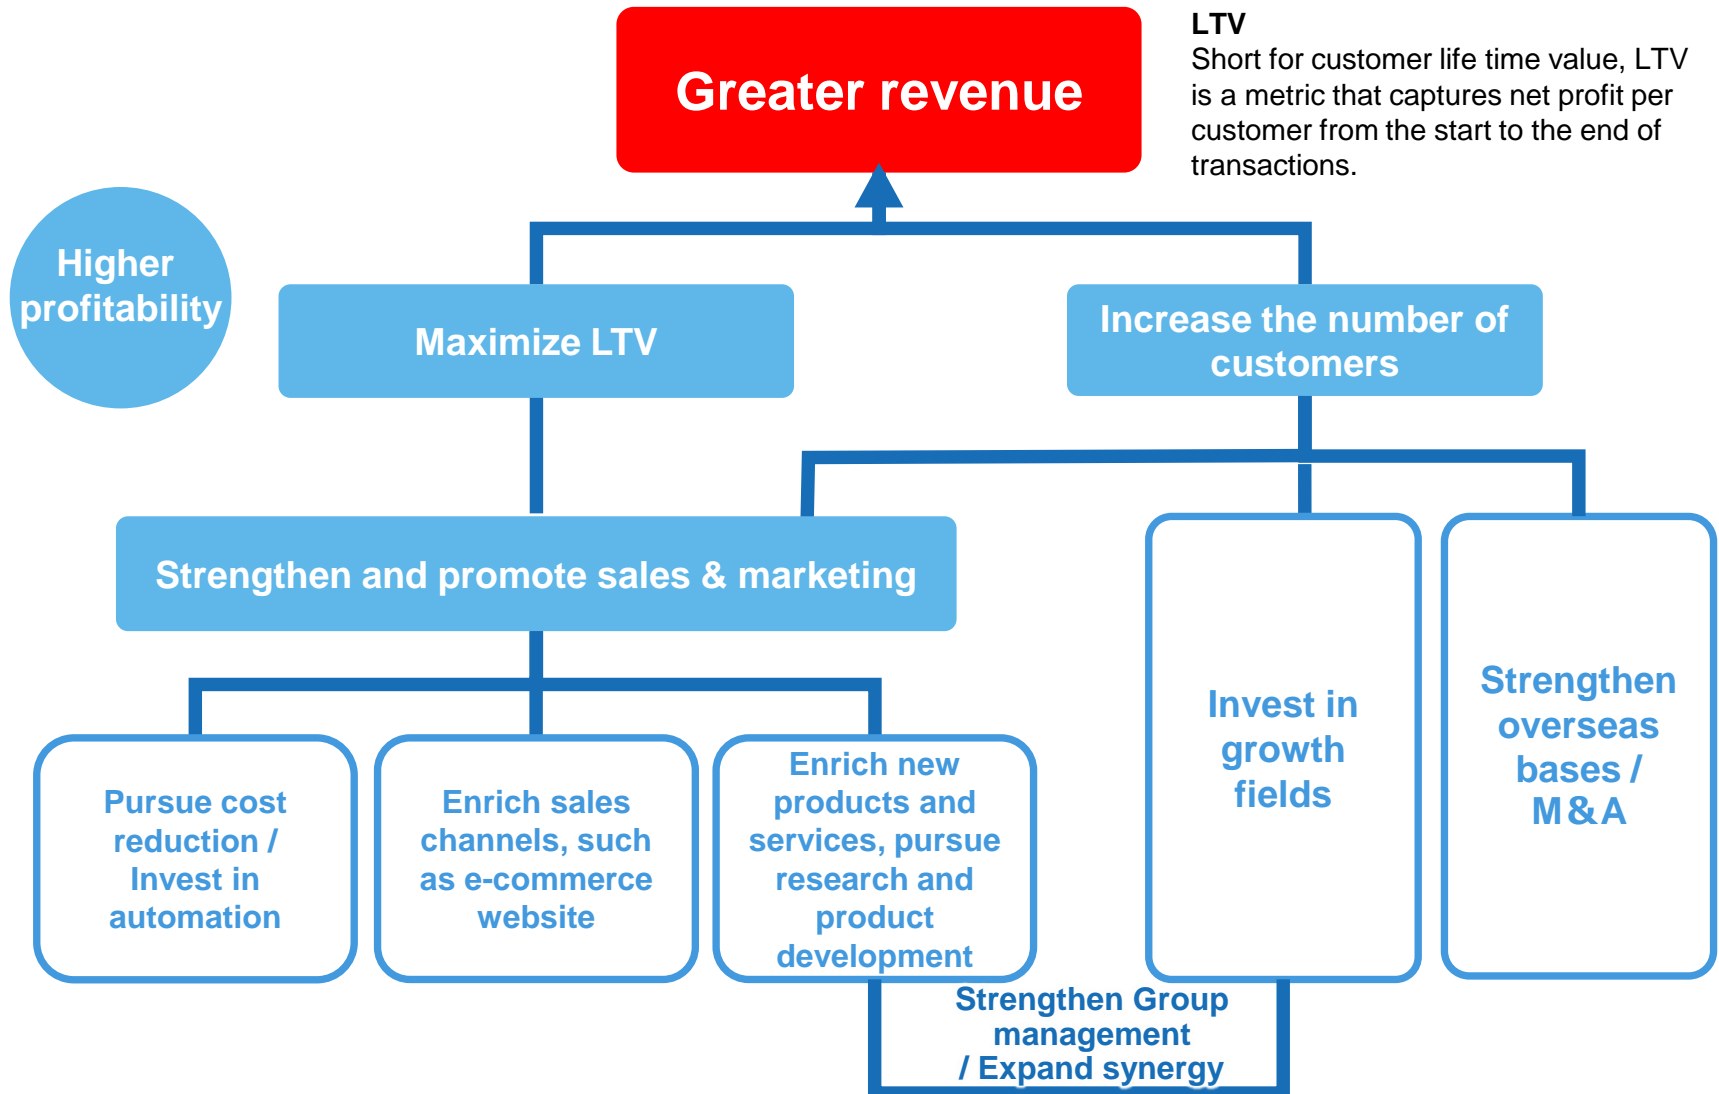 Greater revenue
LTV
Short for customer life time value, LTV
is a metric that captures net profit per
customer from the start to the end of
transactions.
Higher
profitability
Maximize LTV
Increase the number of
customers
Strengthen and promote sales & marketing
Pursue cost
reduction /
Invest in
automation
Enrich sales
channels, such
as e-commerce
website
Enrich new
products and
services, pursue
research and
product
development
Invest in
growth
fields
Strengthen
overseas
bases /
M&A
Strengthen Group
management
/ Expand synergy